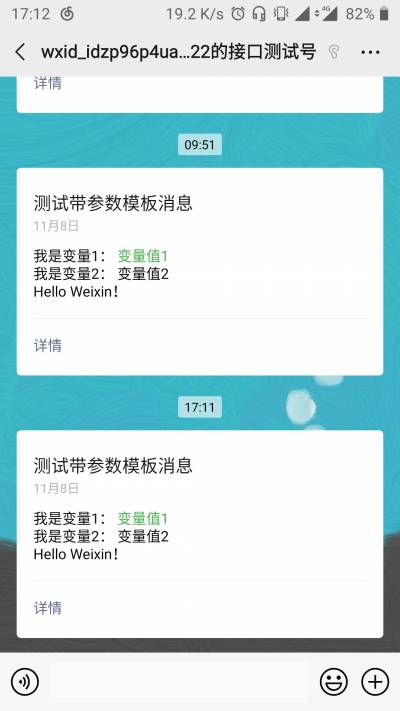 17:12
19.2 K/s
4G
82%
wxid_idzp96p4ua...22的接口测试号
详情
09:51
测试带参数模板消息
11月8日
我是变量1： 变量值1
我是变量2： 变量值2
Hello Weixin！
详情
17:11
测试带参数模板消息
11月8日
我是变量1： 变量值1
我是变量2： 变量值2
Hello Weixin！
详情